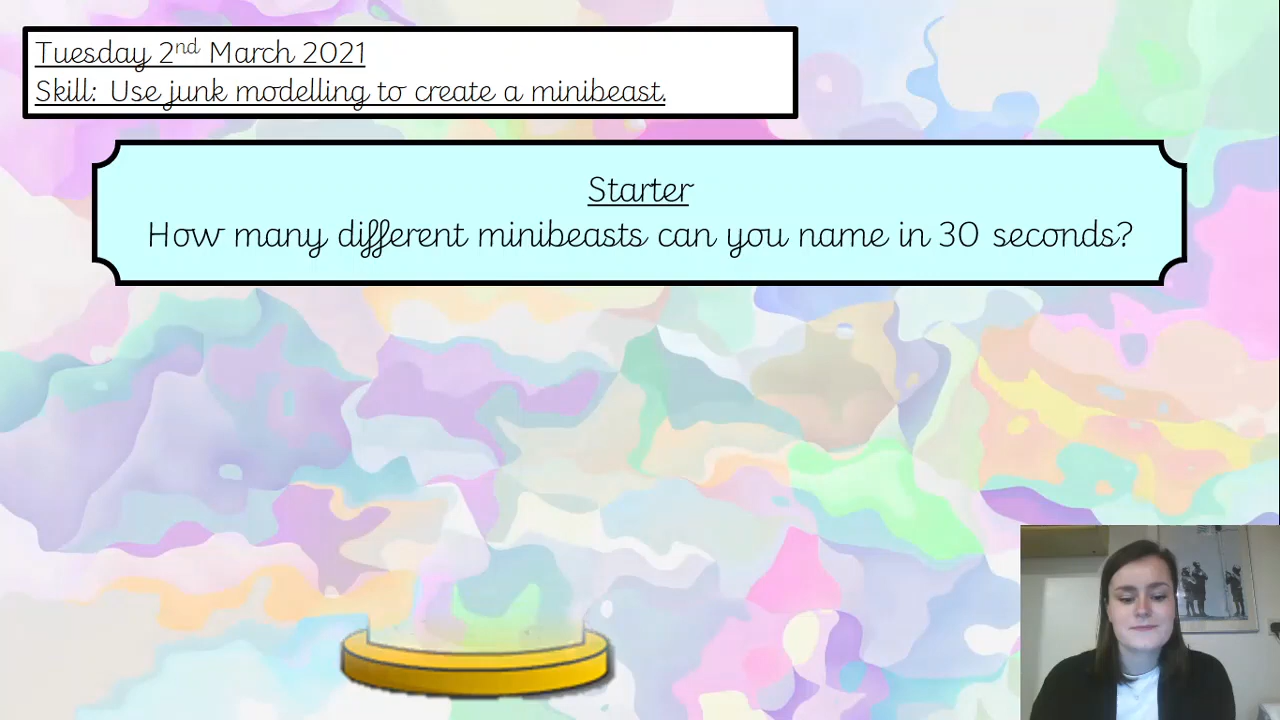 Tuesday 2nd March 2021
Skill: Use junk modelling to create a minibeast.
Starter
How many different minibeasts can you name in 30 seconds?